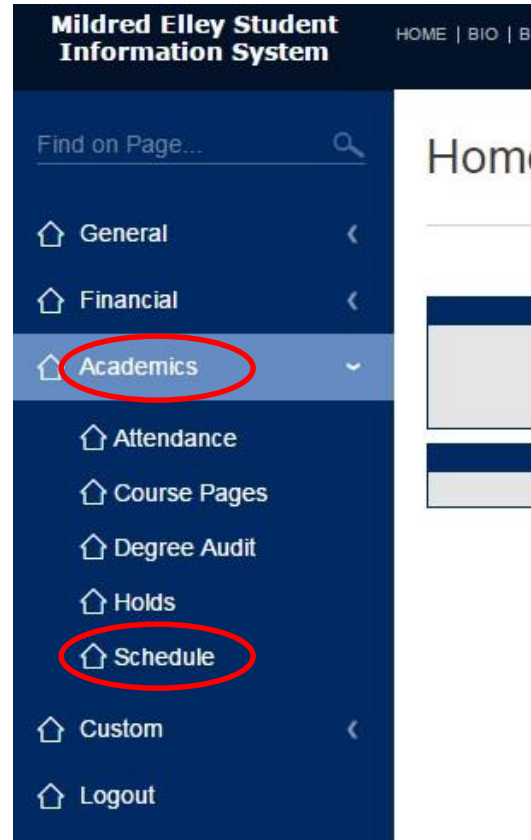 Mildred Elley Student
Information System
HOME | BIO | B
Find on Page...
Home
General
Financial
Academics
Attendance
Course Pages
Degree Audit
Holds
Schedule
Custom
Logout